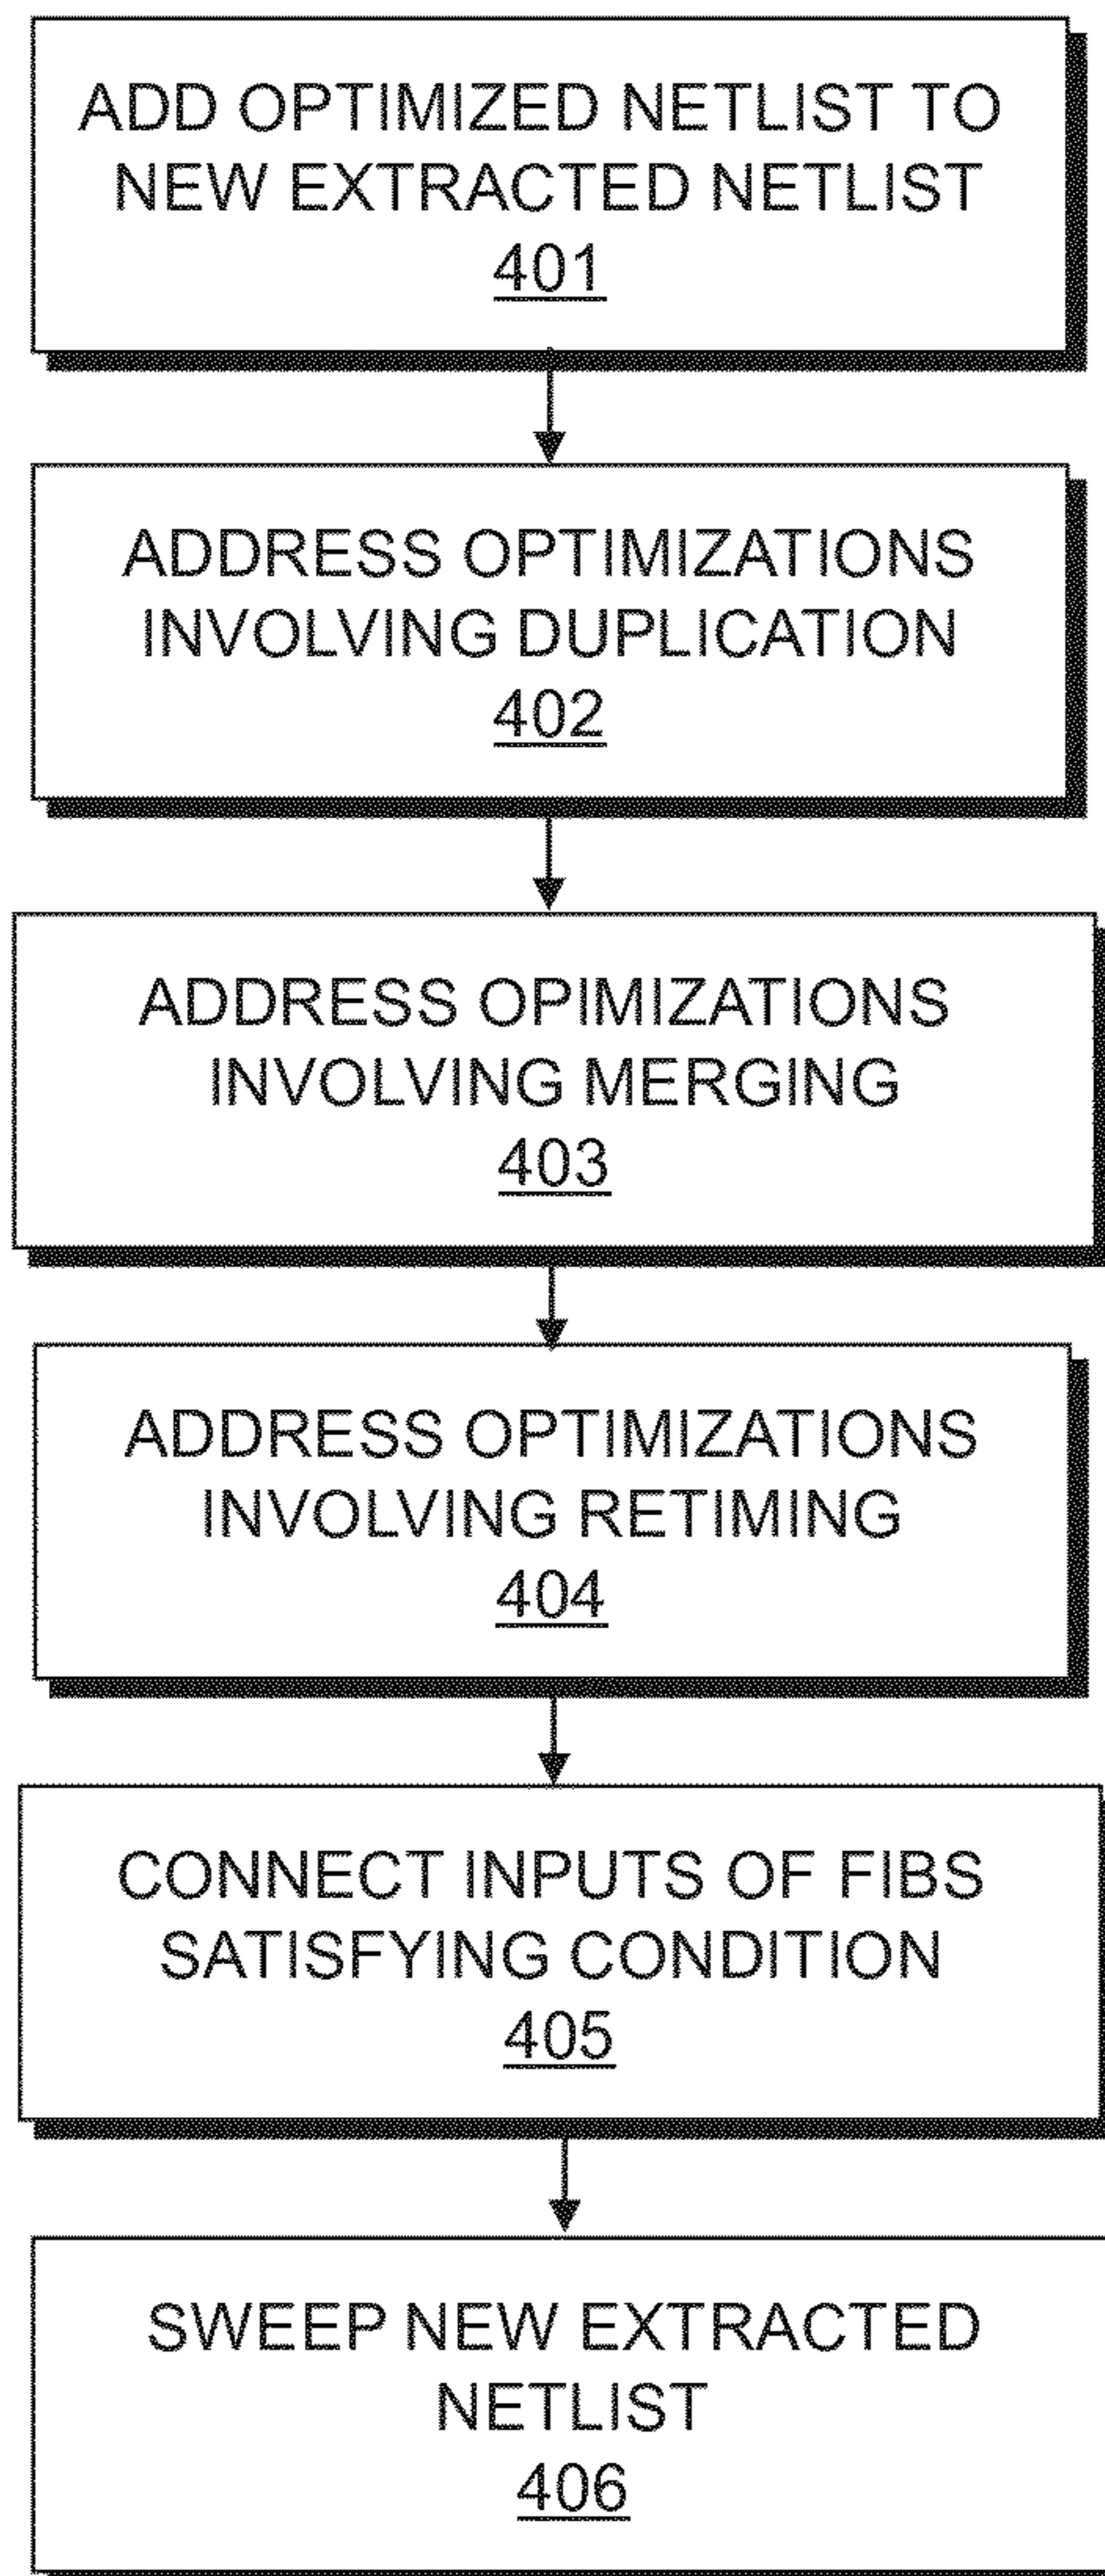 ADD OPTIMIZED NETLIST TO
NEW EXTRACTED NETLIST
401
ADDRESS OPTIMIZATIONS
INVOLVING DUPLICATION
402
ADDRESS OPIMIZATIONS
INVOLVING MERGING
403
ADDRESS OPTIMIZATIONS
INVOLVING RETIMING
404
CONNECT INPUTS OF FIBS
SATISFYING CONDITION
405
SWEEP NEW EXTRACTED
NETLIST
406